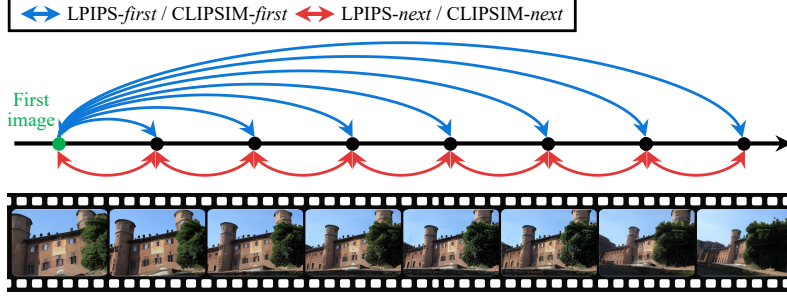 LPIPS-first / CLIPSIM-first LPIPS-next / CLIPSIM-next
First
image